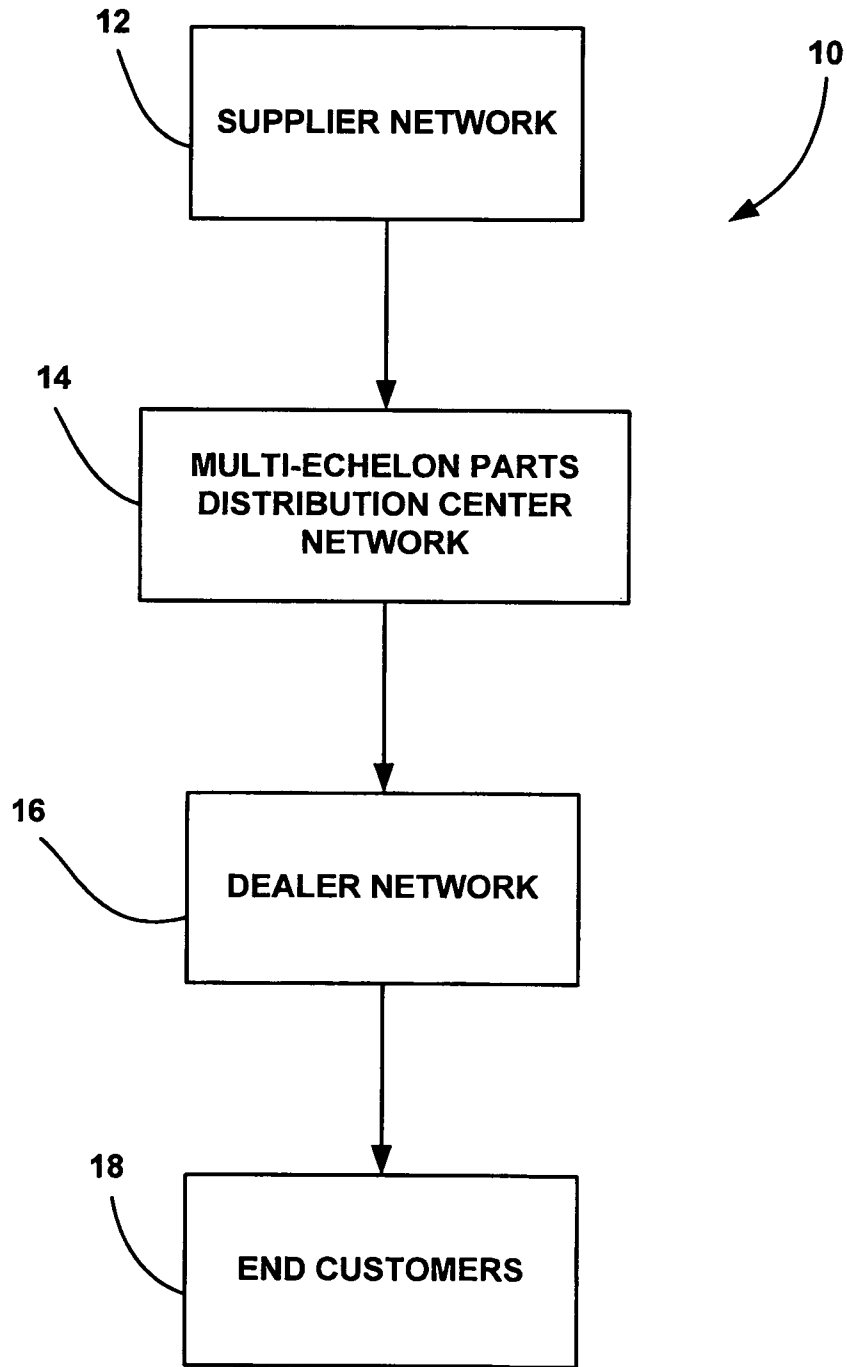 12
10
SUPPLIER NETWORK
14
MULTI-ECHELON PARTS
DISTRIBUTION CENTER
NETWORK
16
DEALER NETWORK
18
END CUSTOMERS